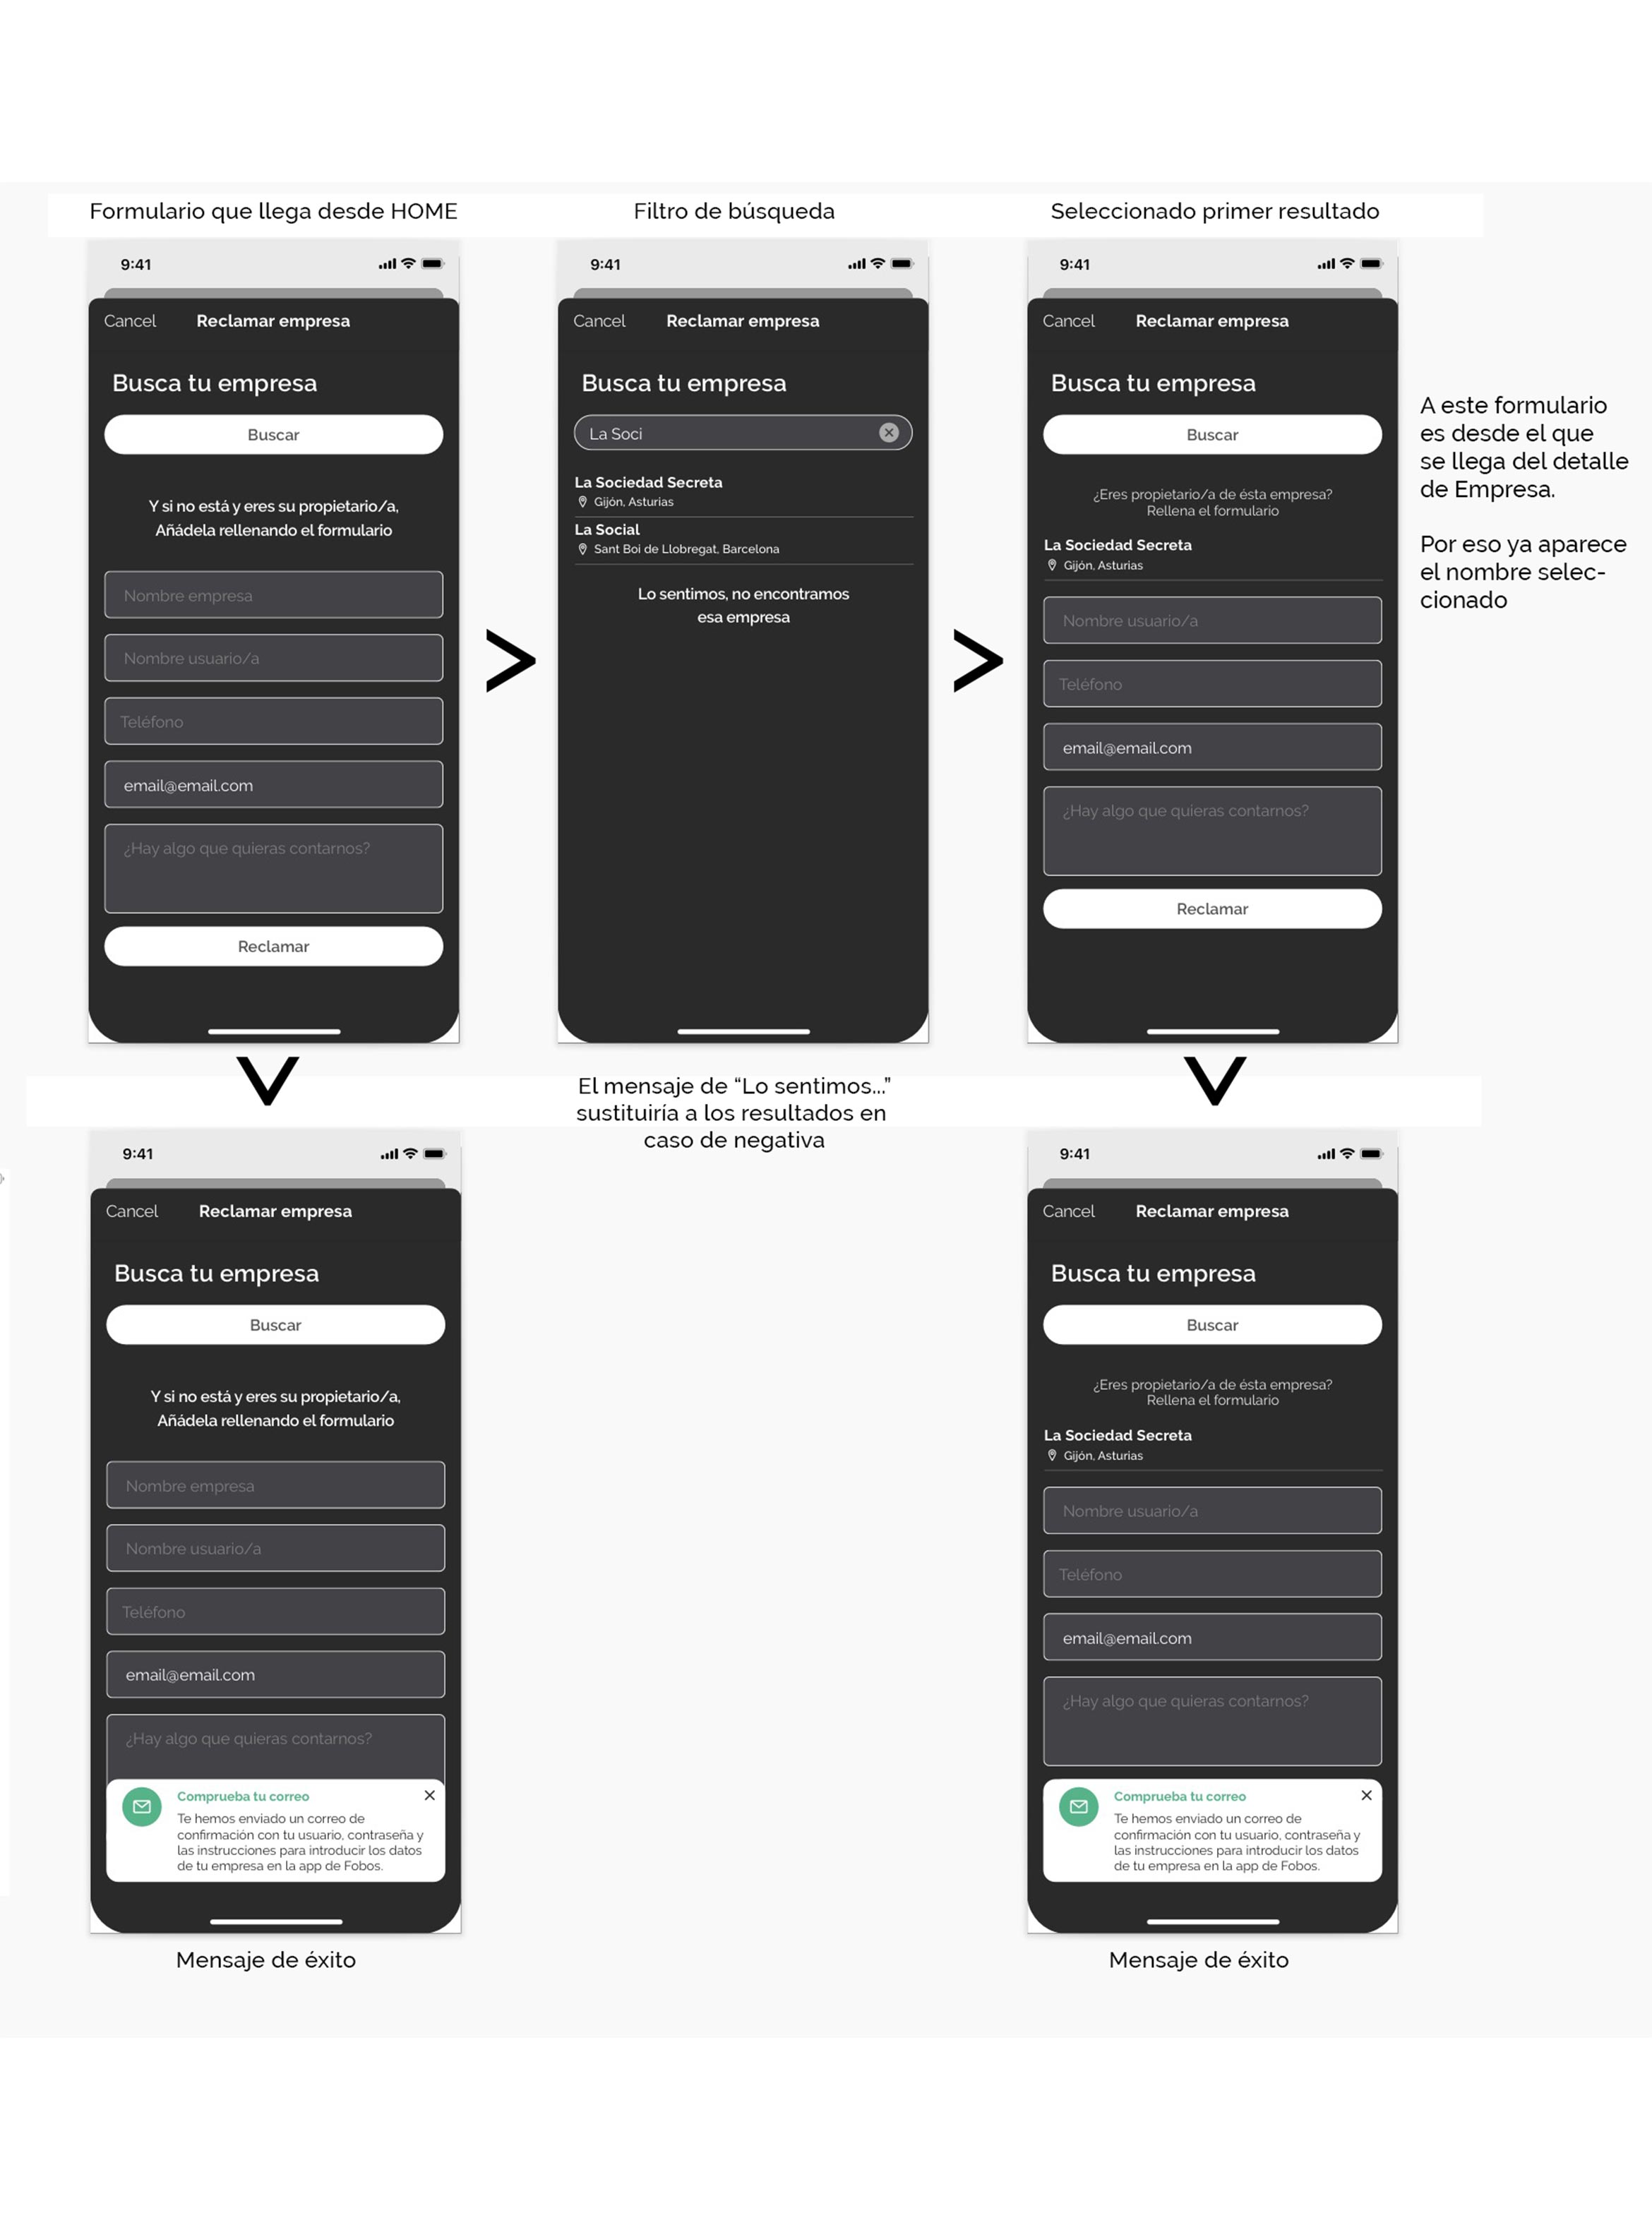 Formulario que llega desde HOME
Filtro de búsqueda
Seleccionado primer resultado
9:41
Cancel
Reclamar empresa
Busca tu empresa
Buscar
Y si no está y eres su propietario/a,
Añádela rellenando el formulario
Nombre empresa
Nombre usuario/a
Teléfono
email@email.com
¿Hay algo que quieras contarnos?
Reclamar
>
9:41
Cancel
Reclamar empresa
Busca tu empresa
La Soci
La Sociedad Secreta
Gijón, Asturias
La Social
Sant Boi de Llobregat, Barcelona
Lo sentimos, no encontramos
esa empresa
>
9:41
Cancel
Reclamar empresa
Busca tu empresa
Buscar
¿Eres propietario/a de ésta empresa?
Rellena el formulario
La Sociedad Secreta
Gijón, Asturias
Nombre usuario/a
Teléfono
email@email.com
¿Hay algo que quieras contarnos?
Reclamar
A este formulario
es desde el que
se llega del detalle
de Empresa.
Por eso ya aparece
el nombre selec-
cionado
El mensaje de “Lo sentimos...”
sustituiría a los resultados en
caso de negativa
9:41
Cancel
Reclamar empresa
Busca tu empresa
Buscar
Y si no está y eres su propietario/a,
Añádela rellenando el formulario
Nombre empresa
Nombre usuario/a
Teléfono
email@email.com
¿Hay algo que quieras contarnos?
Comprueba tu correo
Te hemos enviado un correo de
confirmación con tu usuario, contraseña y
las instrucciones para introducir los datos
de tu empresa en la app de Fobos.
Mensaje de éxito
9:41
Cancel
Reclamar empresa
Busca tu empresa
Buscar
¿Eres propietario/a de ésta empresa?
Rellena el formulario
La Sociedad Secreta
Gijón, Asturias
Nombre usuario/a
Teléfono
email@email.com
¿Hay algo que quieras contarnos?
Comprueba tu correo
Te hemos enviado un correo de
confirmación con tu usuario, contraseña y
las instrucciones para introducir los datos
de tu empresa en la app de Fobos.
Mensaje de éxito